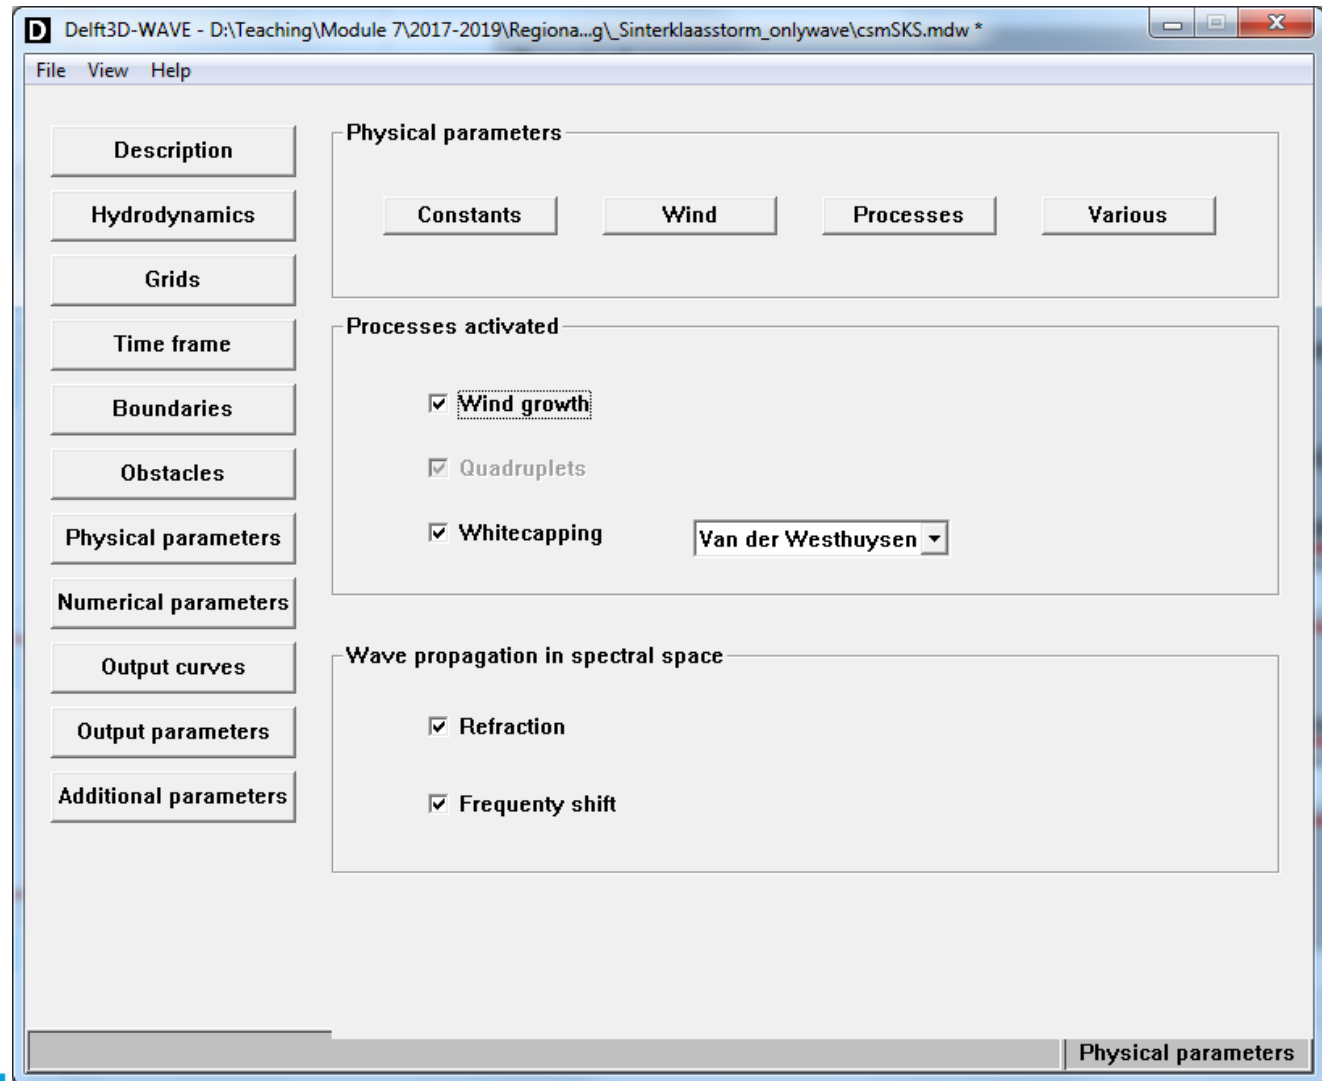 D Delft3D-WAVE - D:\Teaching\Module 7\2017-2019\Regiona...g\_Sinterklaasstorm_onlywave\csmSKS.mdw *
File View Help
Description
Hydrodynamics
Grids
Time frame
Boundaries
Obstacles
Physical parameters
Numerical parameters
Output curves
Output parameters
Additional parameters
Physical parameters
Constants Wind Processes Various
Processes activated
Wind growth
Quadruplets
Whitecapping Van der Westhuysen
Wave propagation in spectral space
Refraction
Frequenty shift
Physical parameters